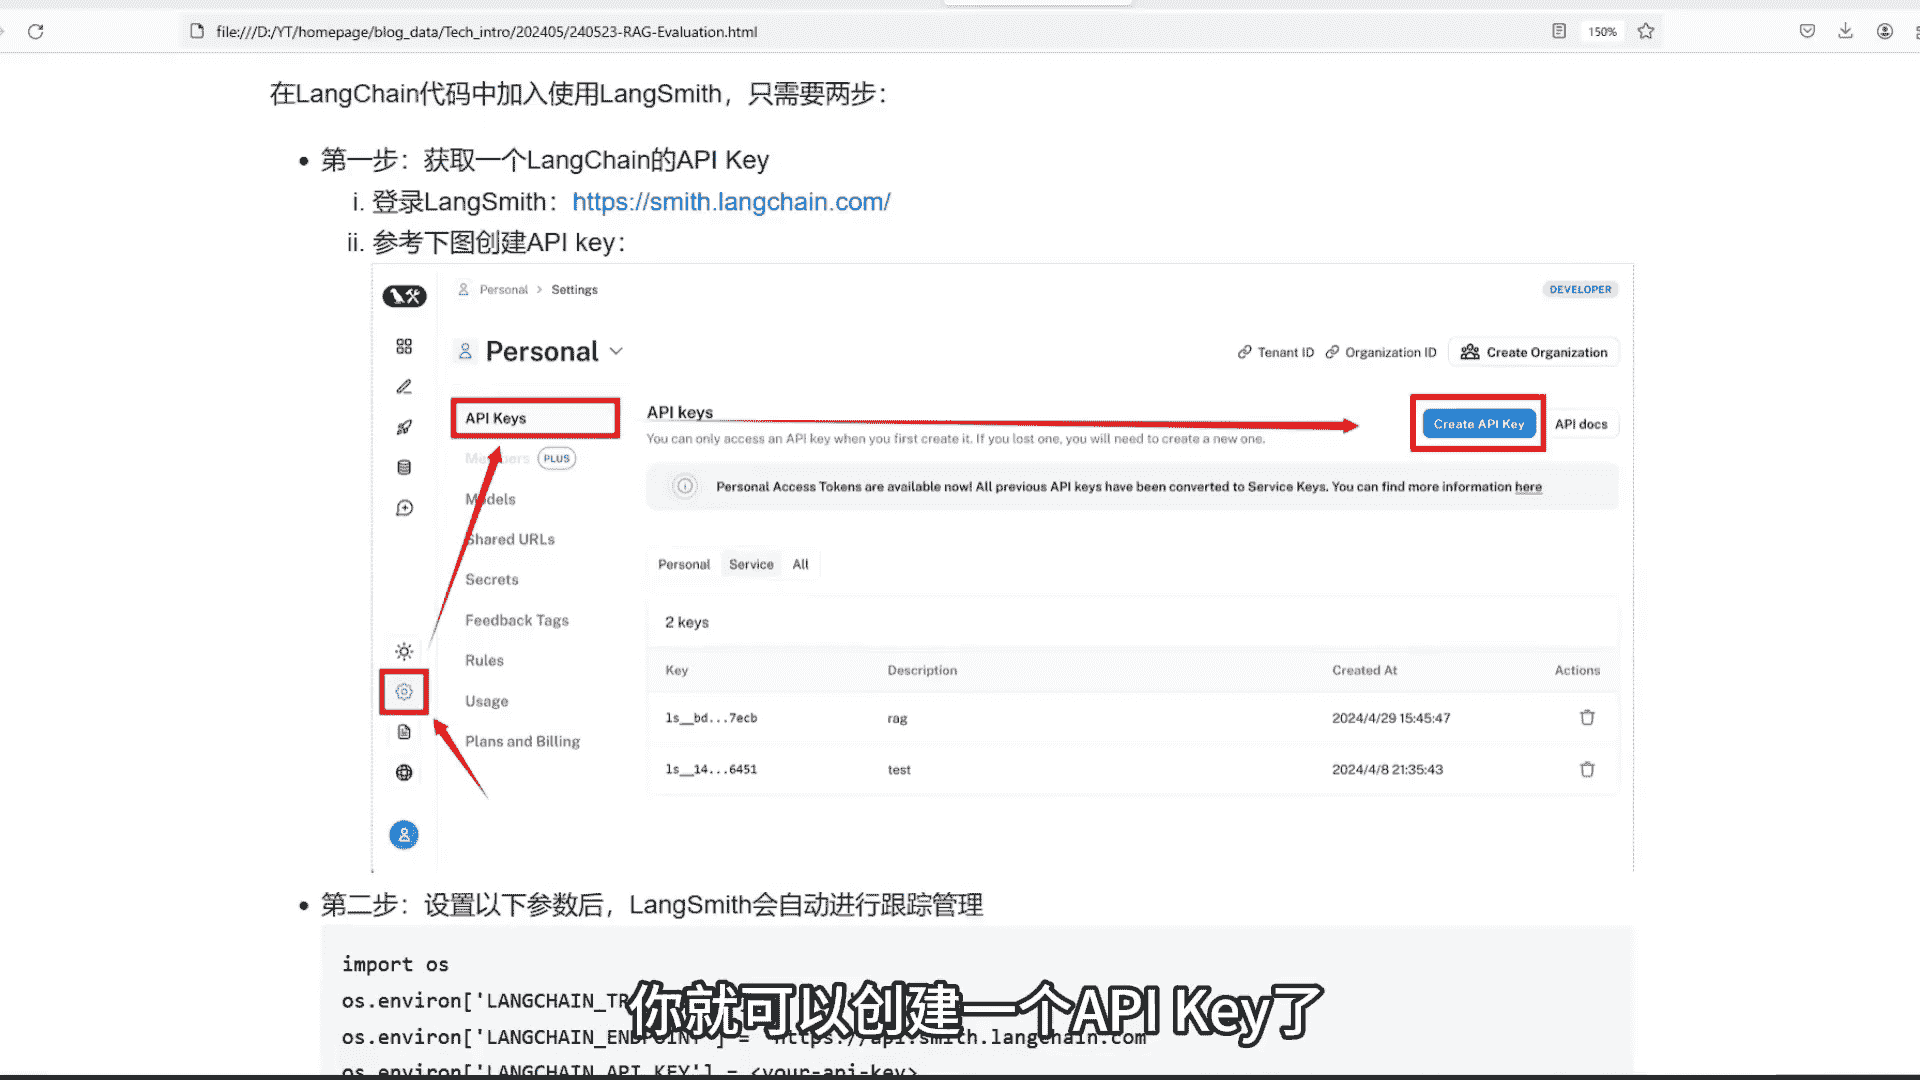 file:///D:/YT/homepage/blog_data/Tech_intro/202405/240523-RAG-Evaluation.html
150%
在LangChain代码中加入使用LangSmith，只需要两步：
• 第一步：获取一个LangChain的API Key
i. 登录LangSmith：https://smith.langchain.com/
ii. 参考下图创建API key：
Personal > Settings
DEVELOPER
Personal
Tenant ID
Organization ID
Create Organization
API Keys
API keys
Create API Key
API docs
You can only access an API key when you first create it. If you lost one, you will need to create a new one.
Members PLUS
Personal Access Tokens are available now! All previous API keys have been converted to Service Keys. You can find more information here
Models
Shared URLs
Personal Service All
Secrets
Feedback Tags
2 keys
Rules
Key Description Created At Actions
Usage
ls__bd...7ecb rag 2024/4/29 15:45:47
Plans and Billing
ls__14...6451 test 2024/4/8 21:35:43
• 第二步：设置以下参数后，LangSmith会自动进行跟踪管理
import os
os.environ['LANGCHAIN_TR
你就可以创建一个API Key了
os.environ['LANGCHAIN_ENDPOINT'] = 'https://api.smith.langchain.com
os.environ['LANGCHAIN_API_KEY'] = <your-api-key>